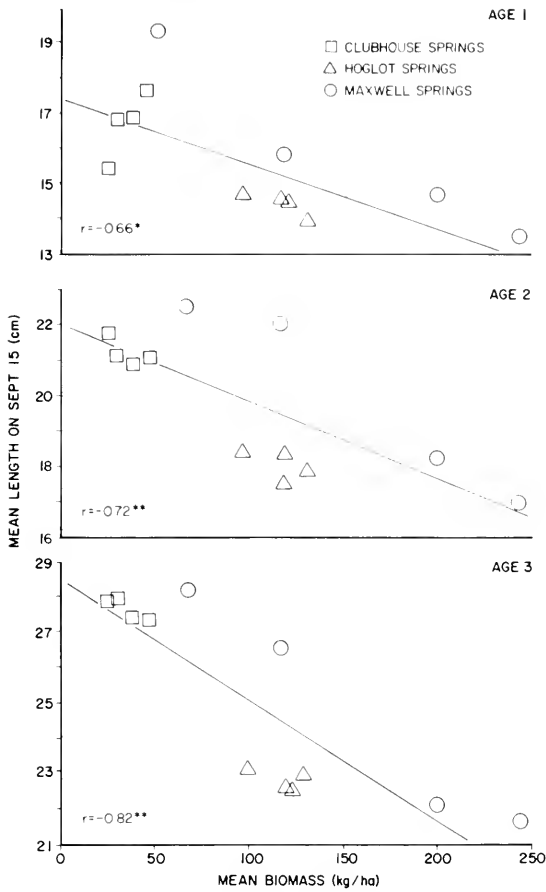 AGE 1
19
17
15
13
CLUBHOUSE SPRINGS
HOGLOT SPRINGS
MAXWELL SPRINGS
r=-0.66*
AGE 2
22
20
18
16
r=-0.72**
MEAN LENGTH ON SEPT 15 (cm)
AGE 3
29
27
25
23
21
r=-0.82**
0 50 100 150 200 250
MEAN BIOMASS (kg/ha)